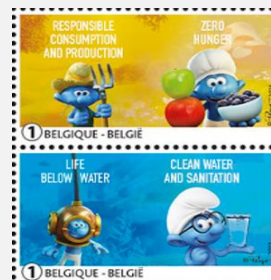 RESPONSIBLE
CONSUMPTION
AND PRODUCTION
ZERO
HUNGER
1 BELGIQUE - BELGIË
LIFE
BELOW WATER
CLEAN WATER
AND SANITATION
1 BELGIQUE - BELGIË